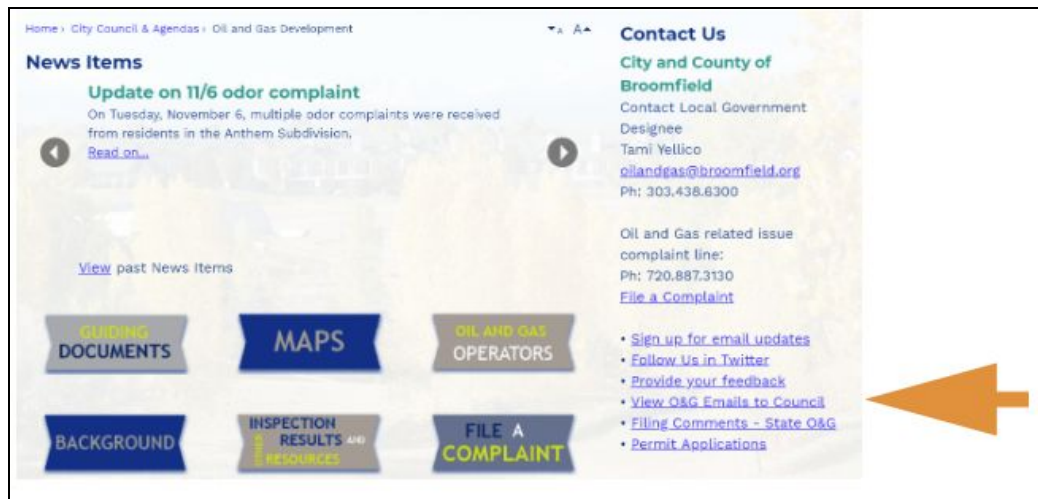 Home › City Council & Agendas › Oil and Gas Development
A A
News Items
Update on 11/6 odor complaint
On Tuesday, November 6, multiple odor complaints were received
from residents in the Anthem Subdivision.
Read on...
View past News Items
GUIDING
DOCUMENTS
MAPS
OIL AND GAS
OPERATORS
BACKGROUND
INSPECTION
RESULTS AND
OTHER
RESOURCES
FILE A
COMPLAINT
Contact Us
City and County of
Broomfield
Contact Local Government
Designee
Tami Yellico
oilandgas@broomfield.org
Ph: 303.438.6300
Oil and Gas related issue
complaint line:
Ph: 720.887.3130
File a Complaint
• Sign up for email updates
• Follow Us in Twitter
• Provide your feedback
• View O&G Emails to Council
• Filing Comments - State O&G
• Permit Applications